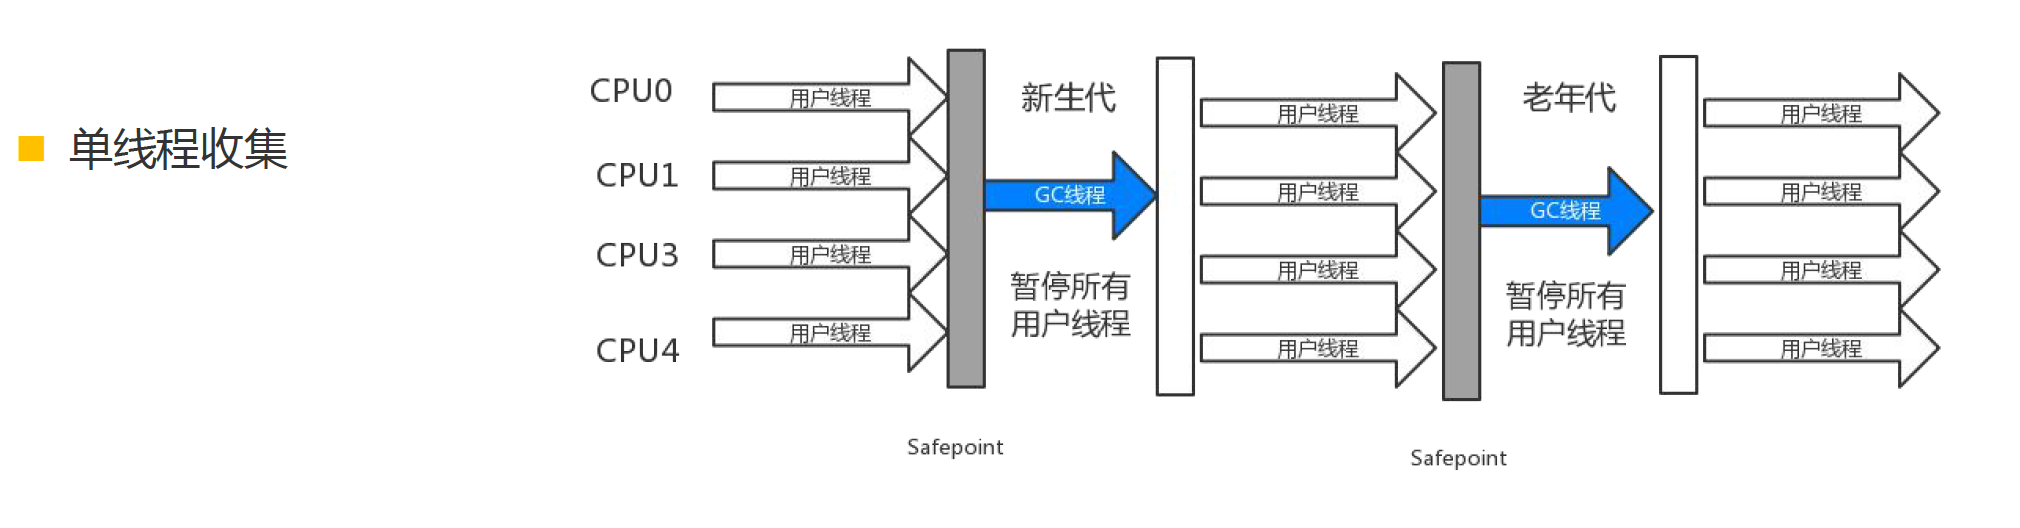 单线程收集
CPU0
CPU1
CPU3
CPU4
用户线程
用户线程
用户线程
用户线程
Safepoint
新生代
GC线程
暂停所有
用户线程
用户线程
用户线程
用户线程
用户线程
Safepoint
老年代
GC线程
暂停所有
用户线程
用户线程
用户线程
用户线程
用户线程